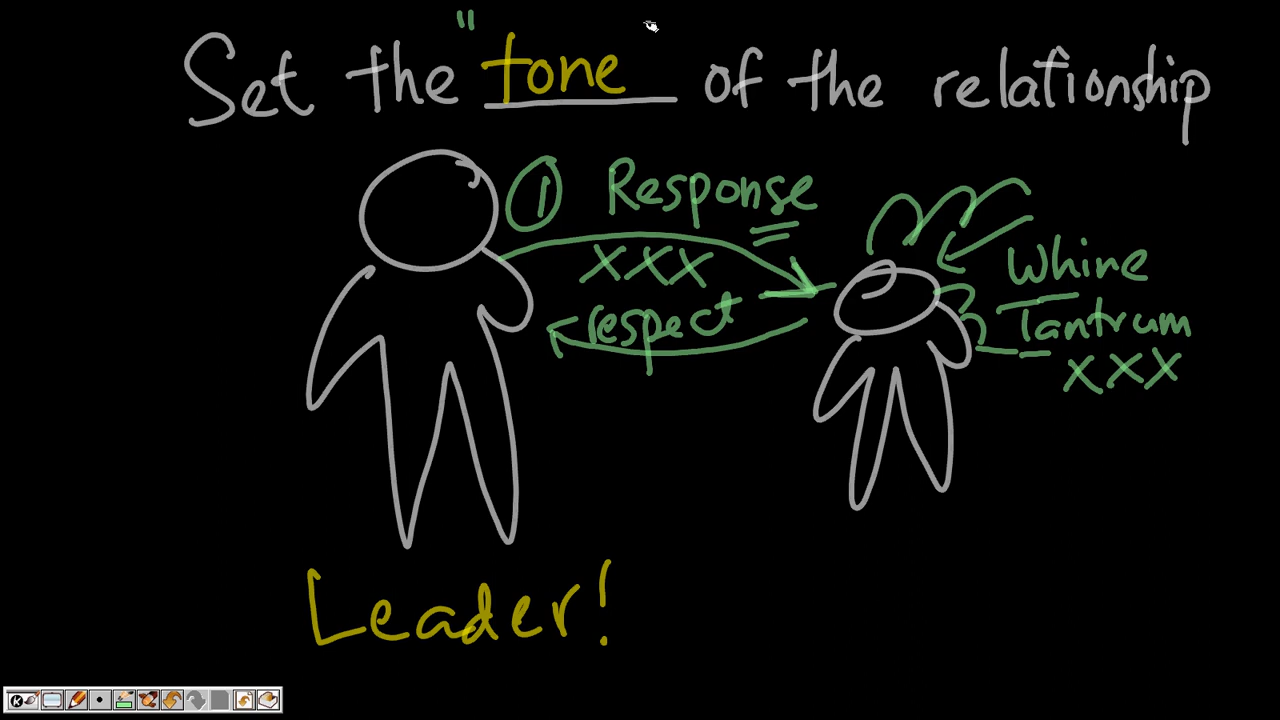 Set the "tone of the relationship
① Response
XXX
respect
Whine
Tantrum
XXX
Leader!